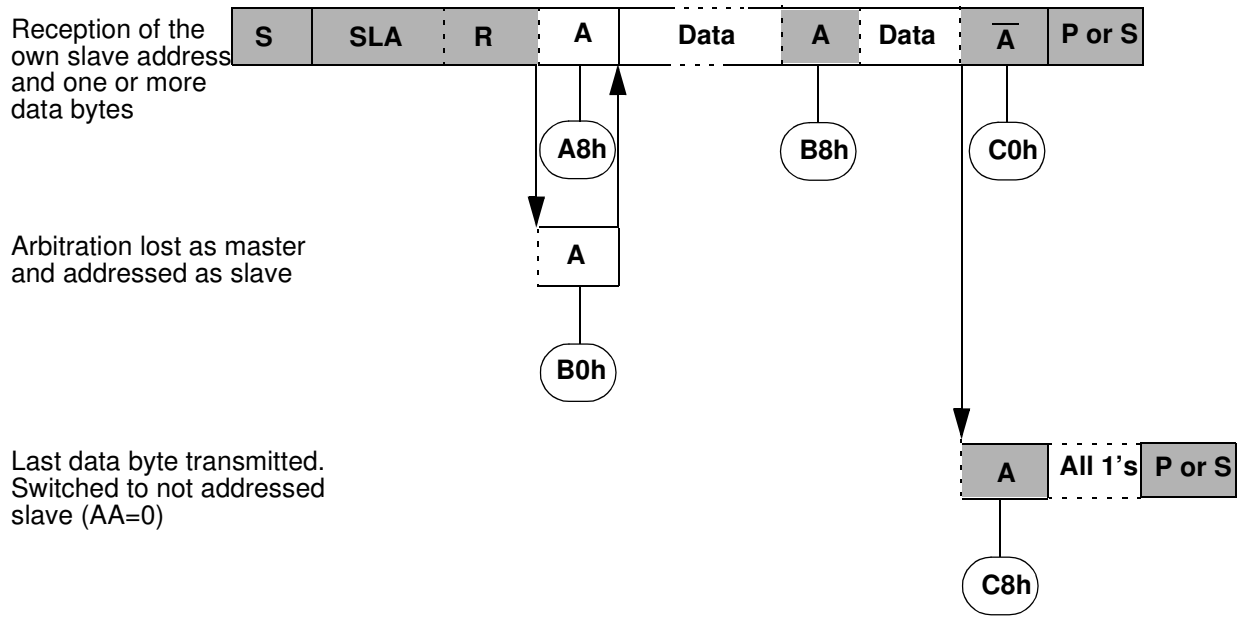 Reception of the
own slave address
and one or more
data bytes
S SLA R A Data A Data A̅ P or S
A8h B8h C0h
Arbitration lost as master
and addressed as slave
A
B0h
Last data byte transmitted.
Switched to not addressed
slave (AA=0)
A All 1's P or S
C8h